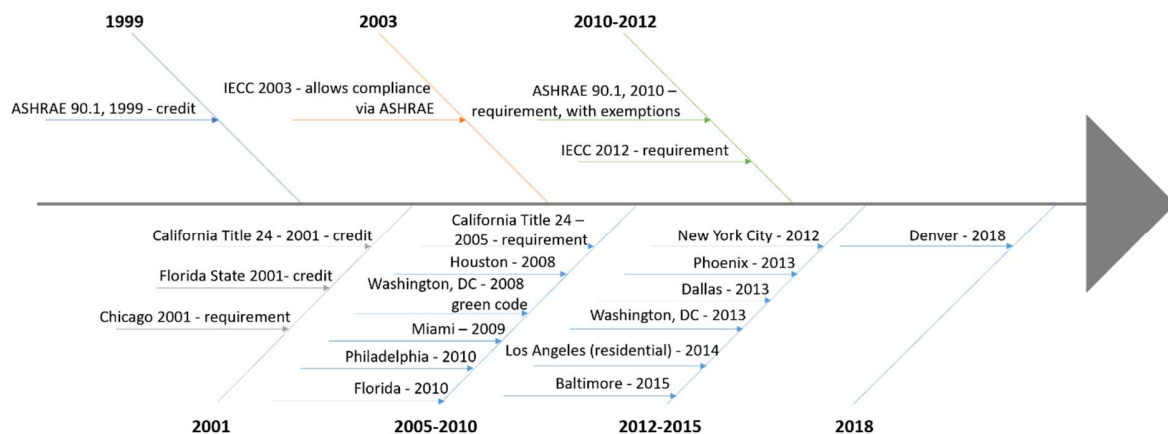 1999
2003
2010-2012
ASHRAE 90.1, 1999 - credit
IECC 2003 - allows compliance
via ASHRAE
ASHRAE 90.1, 2010 –
requirement, with exemptions
IECC 2012 - requirement
California Title 24 - 2001 - credit
Florida State 2001- credit
Chicago 2001 - requirement
California Title 24 –
2005 - requirement
Houston - 2008
Washington, DC - 2008
green code
Miami – 2009
Philadelphia - 2010
Florida - 2010
New York City - 2012
Phoenix - 2013
Dallas - 2013
Washington, DC - 2013
Los Angeles (residential) - 2014
Baltimore - 2015
Denver - 2018
2001
2005-2010
2012-2015
2018